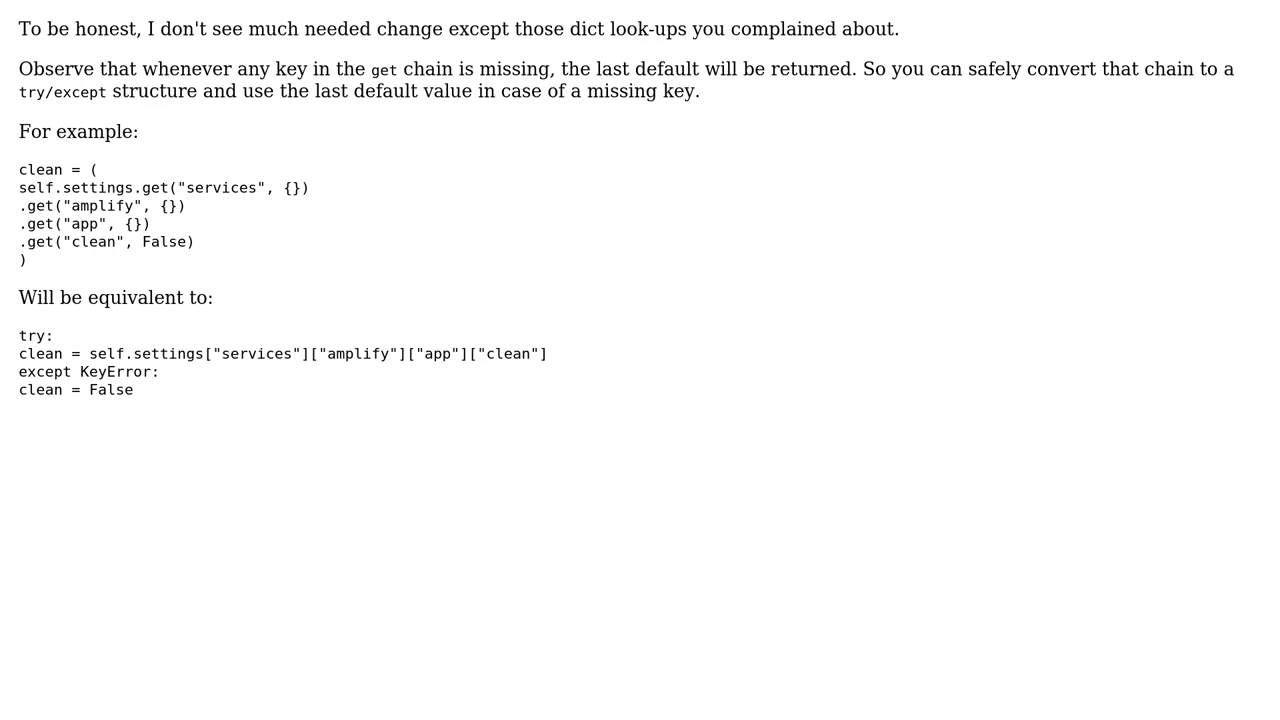 To be honest, I don't see much needed change except those dict look-ups you complained about.
Observe that whenever any key in the get chain is missing, the last default will be returned. So you can safely convert that chain to a
try/except structure and use the last default value in case of a missing key.
For example:
clean = (
self.settings.get("services", {})
.get("amplify", {})
.get("app", {})
.get("clean", False)
)
Will be equivalent to:
try:
clean = self.settings["services"]["amplify"]["app"]["clean"]
except KeyError:
clean = False